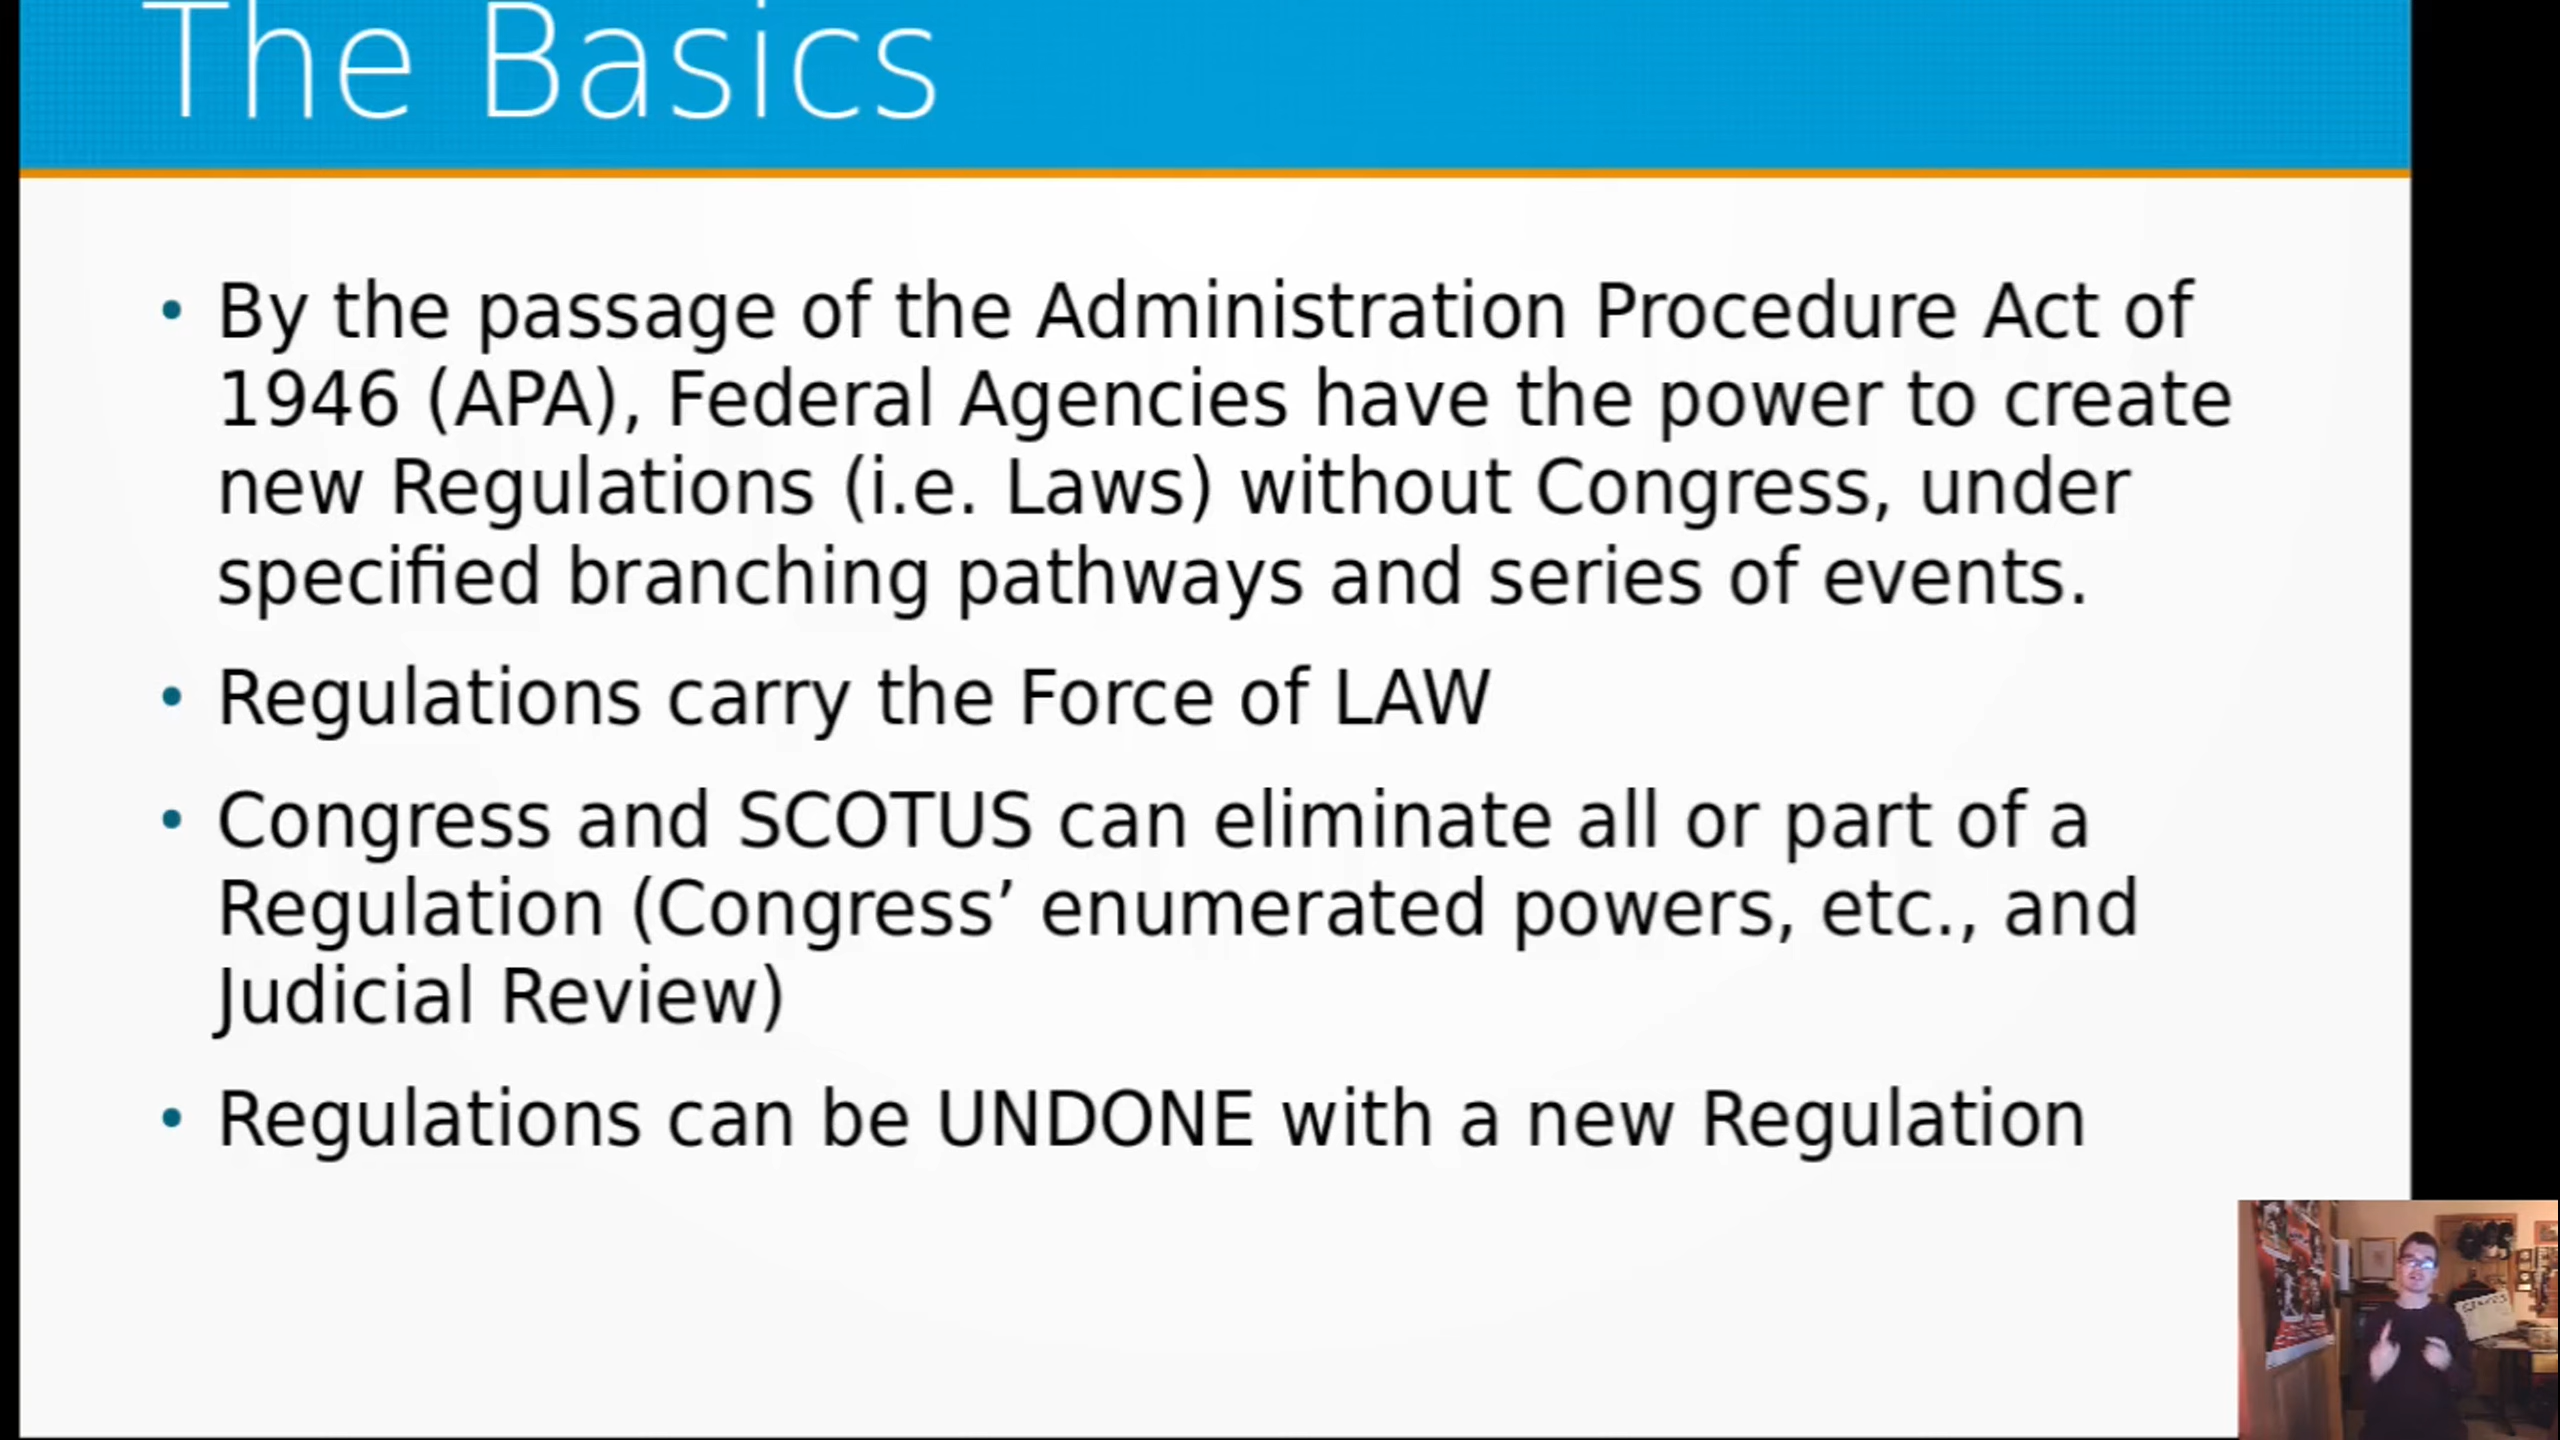 The Basics
• By the passage of the Administration Procedure Act of
1946 (APA), Federal Agencies have the power to create
new Regulations (i.e. Laws) without Congress, under
specified branching pathways and series of events.
• Regulations carry the Force of LAW
• Congress and SCOTUS can eliminate all or part of a
Regulation (Congress’ enumerated powers, etc., and
Judicial Review)
• Regulations can be UNDONE with a new Regulation